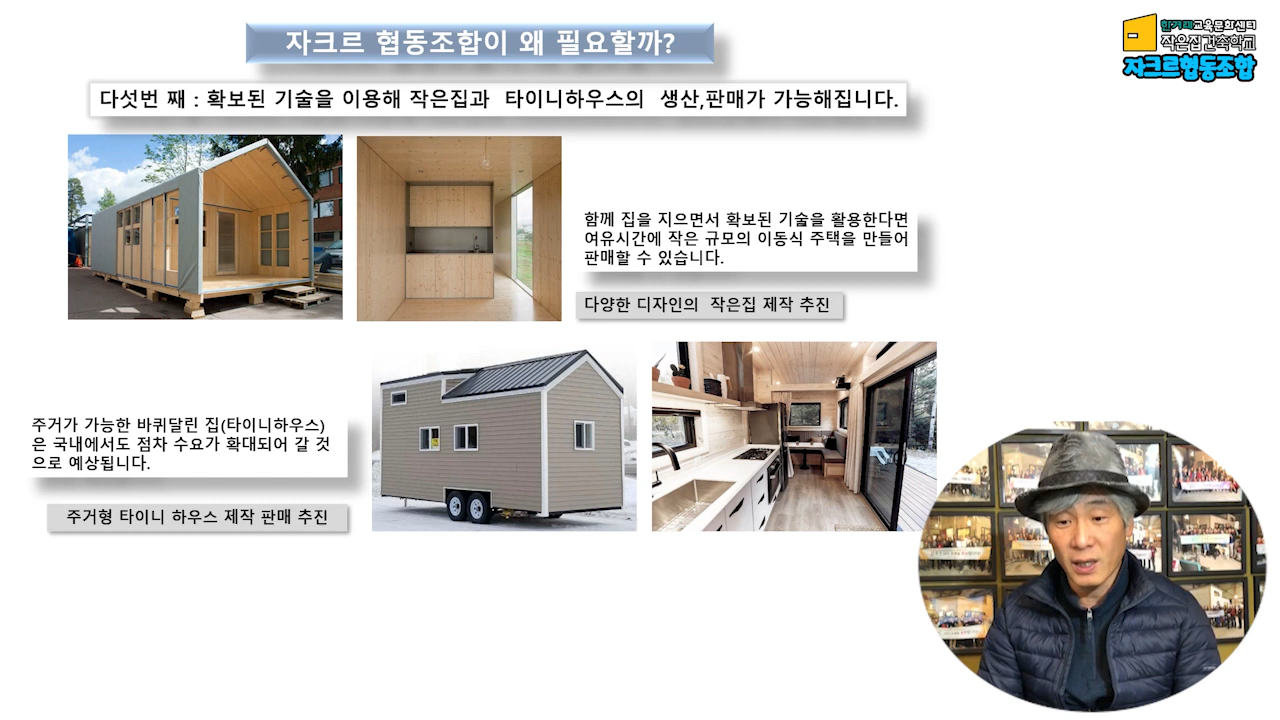 자크르 협동조합이 왜 필요할까?
한겨레교육문화센터
작은집건축학교
자크르협동조합
다섯번 째 : 확보된 기술을 이용해 작은집과 타이니하우스의 생산,판매가 가능해집니다.
함께 집을 지으면서 확보된 기술을 활용한다면
여유시간에 작은 규모의 이동식 주택을 만들어
판매할 수 있습니다.
다양한 디자인의 작은집 제작 추진
주거가 가능한 바퀴달린 집(타이니하우스)
은 국내에서도 점차 수요가 확대되어 갈 것
으로 예상됩니다.
주거형 타이니 하우스 제작 판매 추진